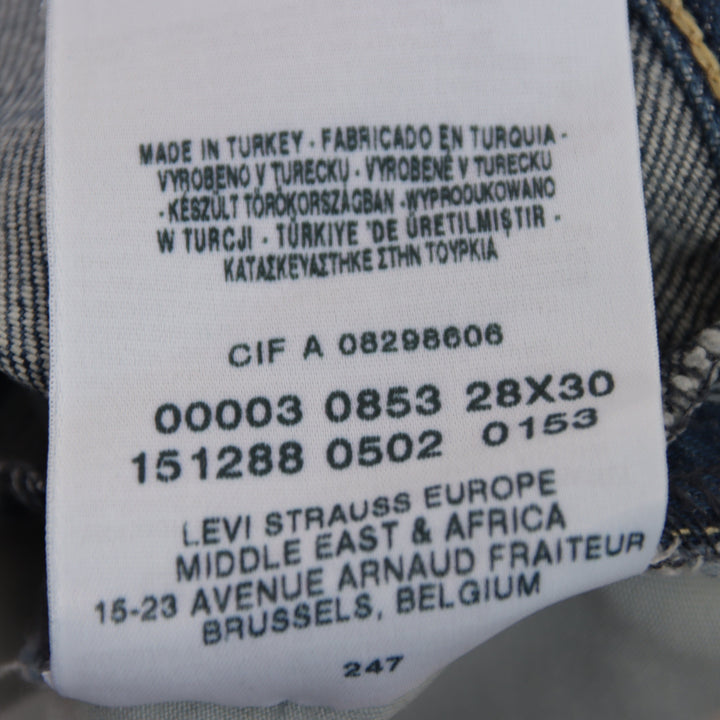 MADE IN TURKEY - FABRICADO EN TURQUIA -
VYROBENO V TURECKU - VYROBENÉ V TURECKU
- KÉSZÜLT TÖRÖKORSZÁGBAN - WYPRODUKOWANO
W TURCJI - TÜRKIYE 'DE ÜRETILMIŞTIR -
ΚΑΤΑΣΚΕΥΑΣΤΗΚΕ ΣΤΗΝ ΤΟΥΡΚΙΑ
CIF A 08298606
00003 0853 28X30
151288 0502 0153
LEVI STRAUSS EUROPE
MIDDLE EAST & AFRICA
15-23 AVENUE ARNAUD FRAITEUR
BRUSSELS, BELGIUM
247